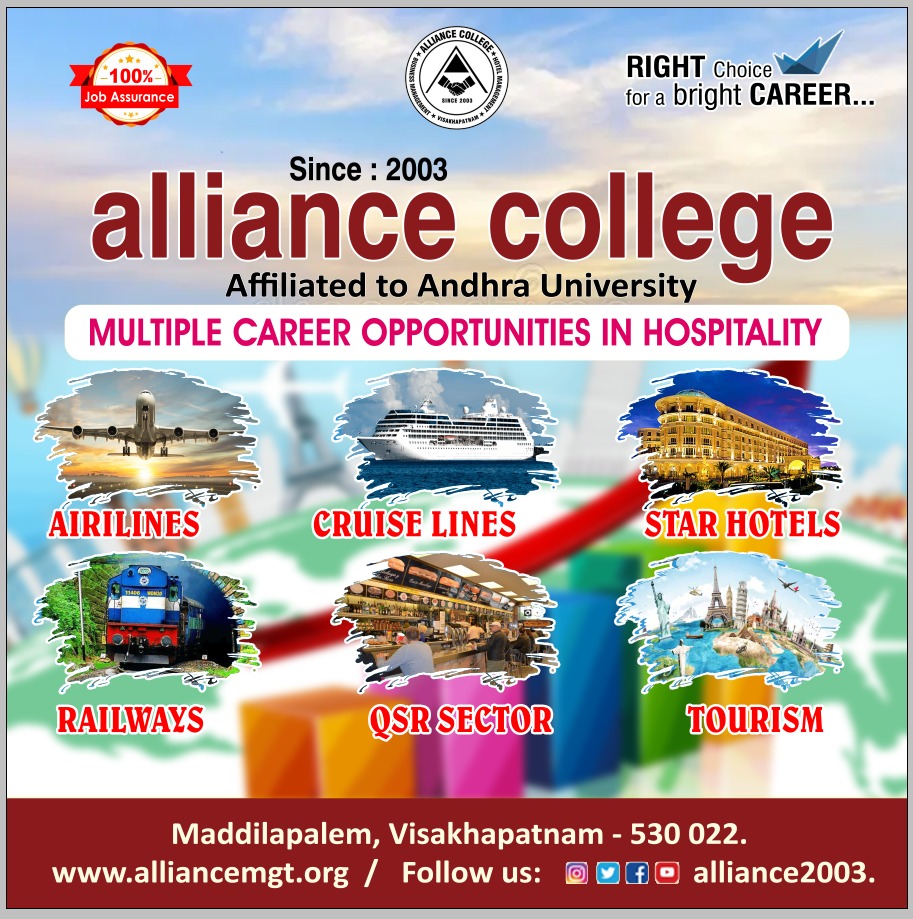 100%
Job Assurance
ALLIANCE COLLEGE
HOTEL MANAGEMENT
BUSINESS MANAGEMENT
VISAKHAPATNAM
SINCE 2003
RIGHT Choice
for a bright CAREER...
Since : 2003
alliance college
Affiliated to Andhra University
MULTIPLE CAREER OPPORTUNITIES IN HOSPITALITY
AIRILINES
CRUISE LINES
STAR HOTELS
11406
RAILWAYS
QSR SECTOR
TOURISM
Maddilapalem, Visakhapatnam - 530 022.
www.alliancemgt.org / Follow us: alliance2003.